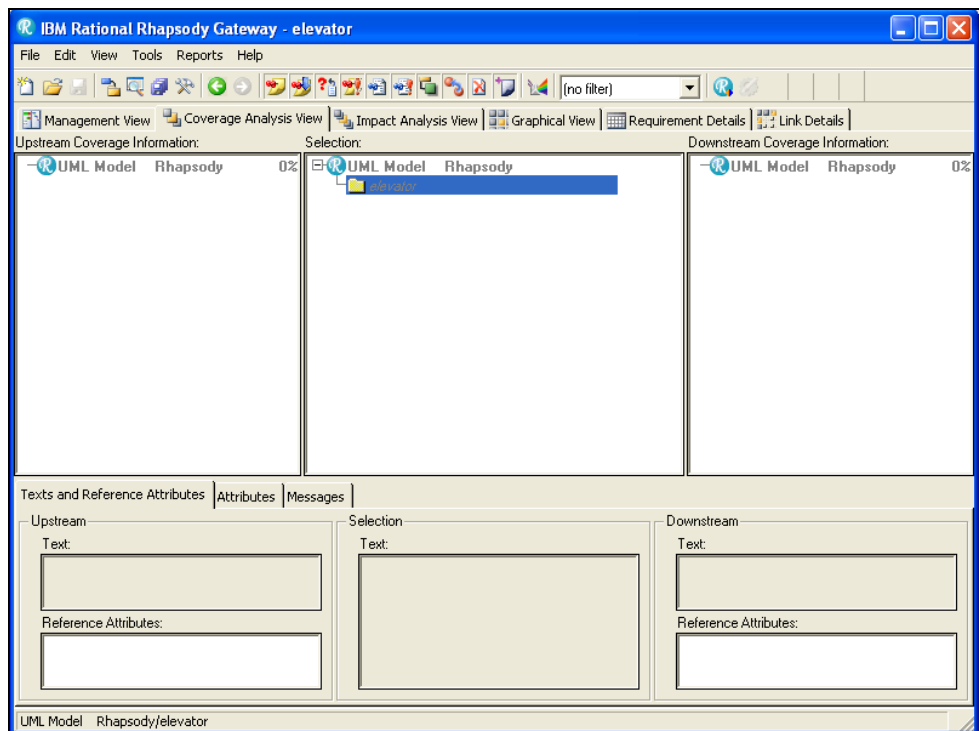 IBM Rational Rhapsody Gateway - elevator
File Edit View Tools Reports Help
(no filter)
Management View Coverage Analysis View Impact Analysis View Graphical View Requirement Details Link Details
Upstream Coverage Information: Selection: Downstream Coverage Information:
UML Model Rhapsody 0% UML Model Rhapsody UML Model Rhapsody 0%
elevator
Texts and Reference Attributes Attributes Messages
Upstream Selection Downstream
Text: Text: Text:
Reference Attributes: Reference Attributes:
UML Model Rhapsody/elevator